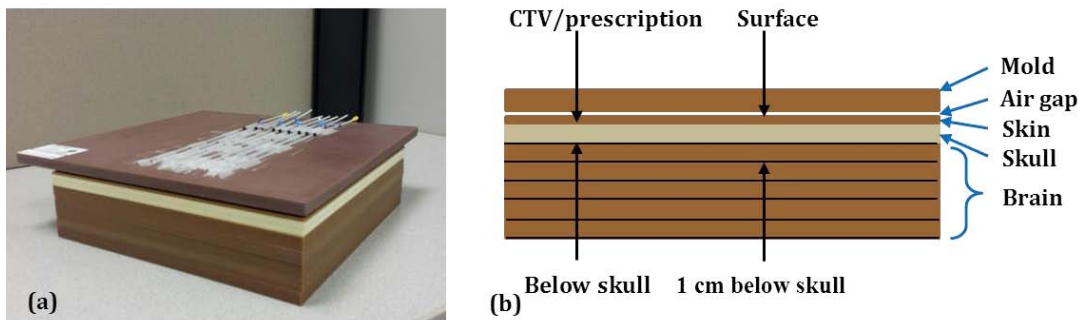 (a)
CTV/prescription
Surface
Mold
Air gap
Skin
Skull
Brain
Below skull
1 cm below skull
(b)